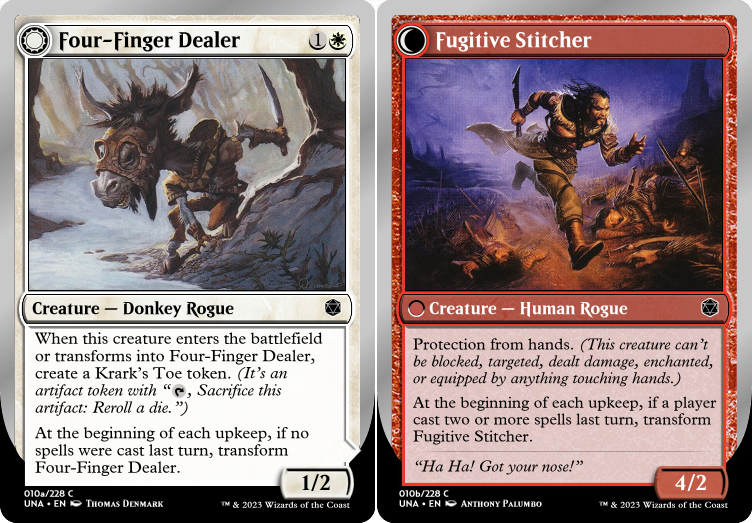 Four-Finger Dealer
1
Creature — Donkey Rogue
When this creature enters the battlefield
or transforms into Four-Finger Dealer,
create a Krark's Toe token. (It's an
artifact token with “, Sacrifice this
artifact: Reroll a die.”)
At the beginning of each upkeep, if no
spells were cast last turn, transform
Four-Finger Dealer.
1/2
010a/228 C
UNA • EN Thomas Denmark
™ & 2023 Wizards of the Coast
Fugitive Stitcher
Creature — Human Rogue
Protection from hands. (This creature can't
be blocked, targeted, dealt damage, enchanted,
or equipped by anything touching hands.)
At the beginning of each upkeep, if a player
cast two or more spells last turn, transform
Fugitive Stitcher.
“Ha Ha! Got your nose!”
4/2
010b/228 C
UNA • EN Anthony Palumbo
™ & 2023 Wizards of the Coast